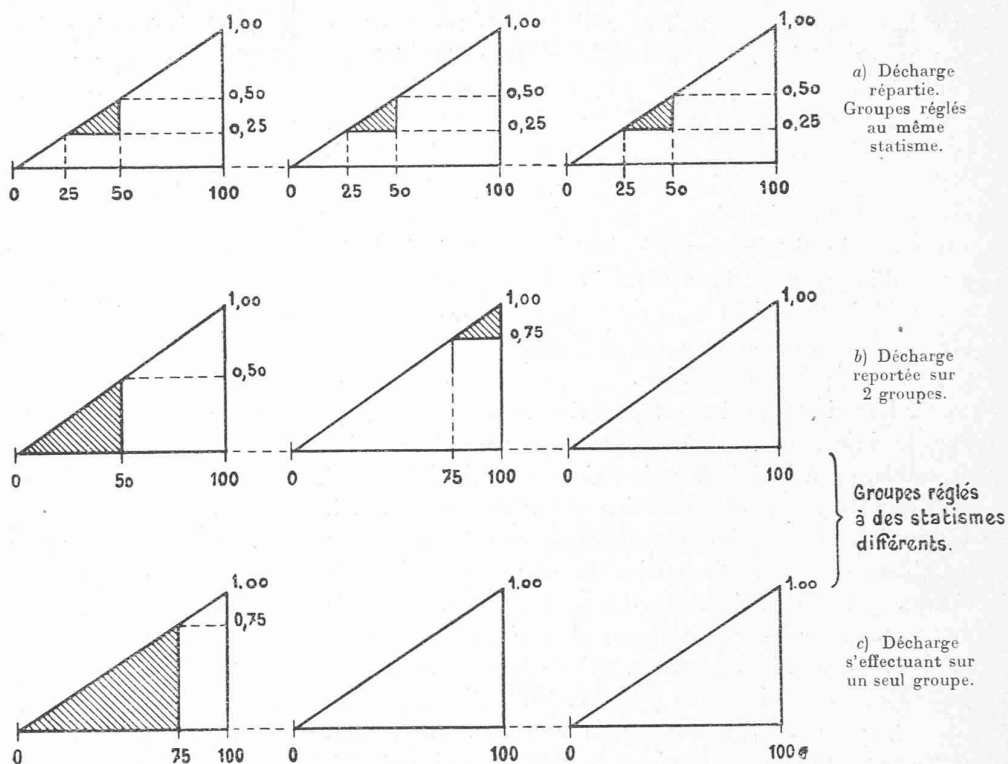 1,00 1,00 1,00
a) Décharge
répartie.
Groupes réglés
au même
statisme.
0,50 0,50 0,50
0,25 0,25 0,25
0 25 50 100 0 25 50 100 0 25 50 100
1,00 1,00 1,00
0,50 0,75
b) Décharge
reportée sur
2 groupes.
0 50 100 0 75 100 0 100
Groupes réglés
à des statismes
différents.
1.00 1.00 1.00
0,75
c) Décharge
s'effectuant sur
un seul groupe.
0 75 100 0 100 0 100